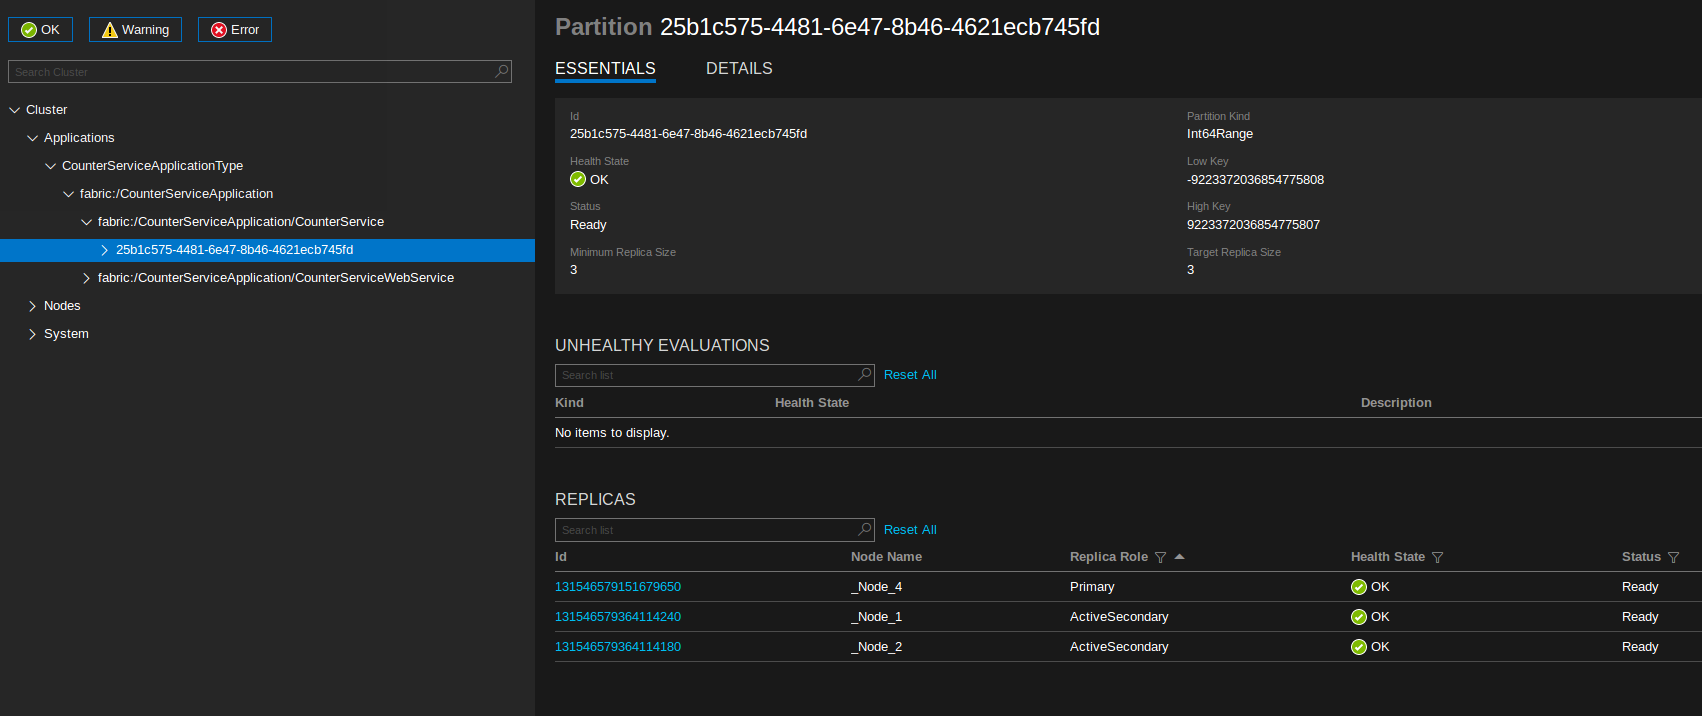 OK Warning Error
Search Cluster
Cluster
Applications
CounterServiceApplicationType
fabric:/CounterServiceApplication
fabric:/CounterServiceApplication/CounterService
25b1c575-4481-6e47-8b46-4621ecb745fd
fabric:/CounterServiceApplication/CounterServiceWebService
Nodes
System
Partition 25b1c575-4481-6e47-8b46-4621ecb745fd
ESSENTIALS DETAILS
Id Partition Kind
25b1c575-4481-6e47-8b46-4621ecb745fd Int64Range
Health State Low Key
OK -9223372036854775808
Status High Key
Ready 9223372036854775807
Minimum Replica Size Target Replica Size
3 3
UNHEALTHY EVALUATIONS
Search list Reset All
Kind Health State Description
No items to display.
REPLICAS
Search list Reset All
Id Node Name Replica Role Health State Status
131546579151679650 _Node_4 Primary OK Ready
131546579364114240 _Node_1 ActiveSecondary OK Ready
131546579364114180 _Node_2 ActiveSecondary OK Ready